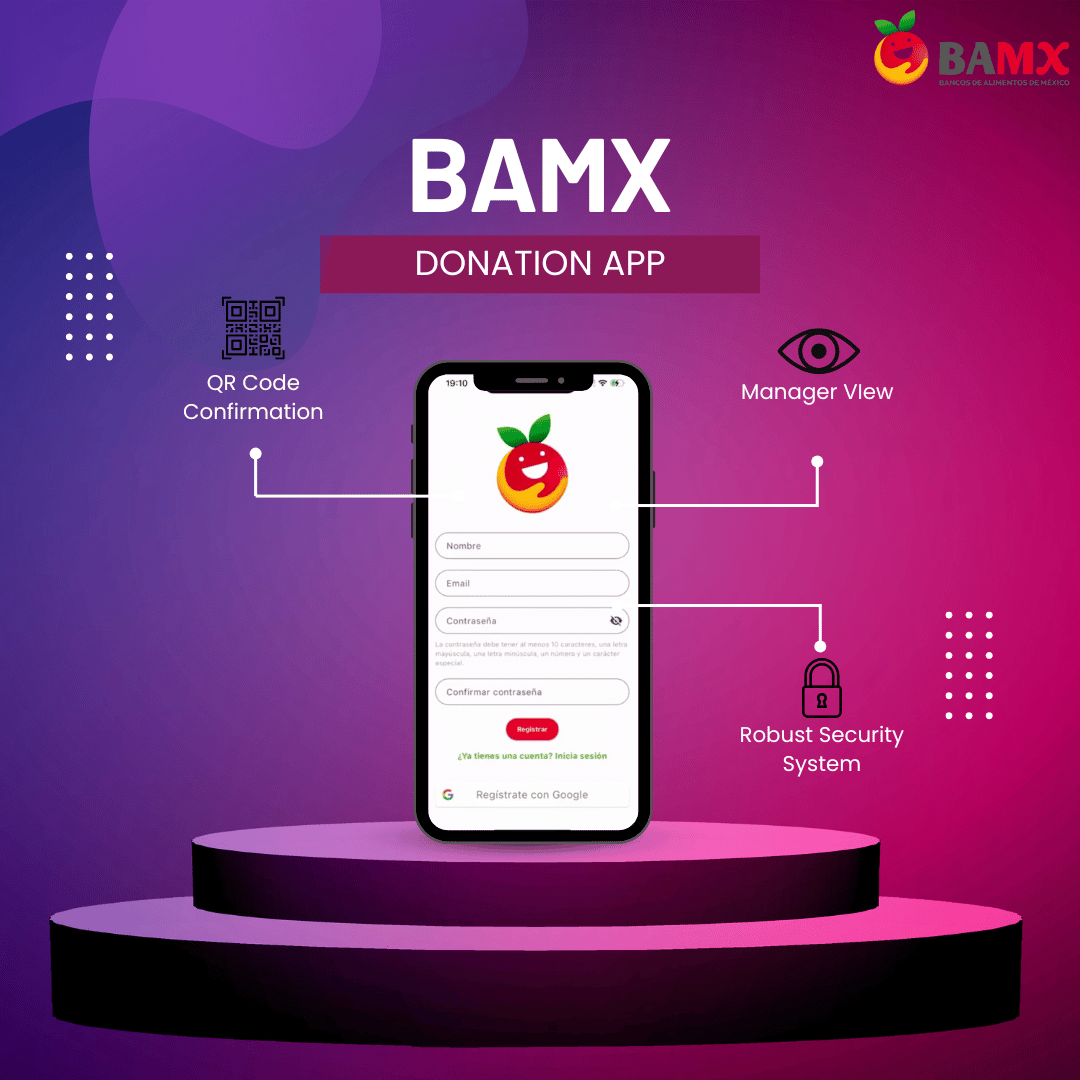 BAMX
BANCOS DE ALIMENTOS DE MÉXICO
BAMX
DONATION APP
QR Code
Confirmation
Manager VIew
19:10
Nombre
Email
Contraseña
La contraseña debe tener al menos 10 caracteres, una letra
mayúscula, una letra minúscula, un número y un carácter
especial.
Confirmar contraseña
Registrar
¿Ya tienes una cuenta? Inicia sesión
Regístrate con Google
Robust Security
System